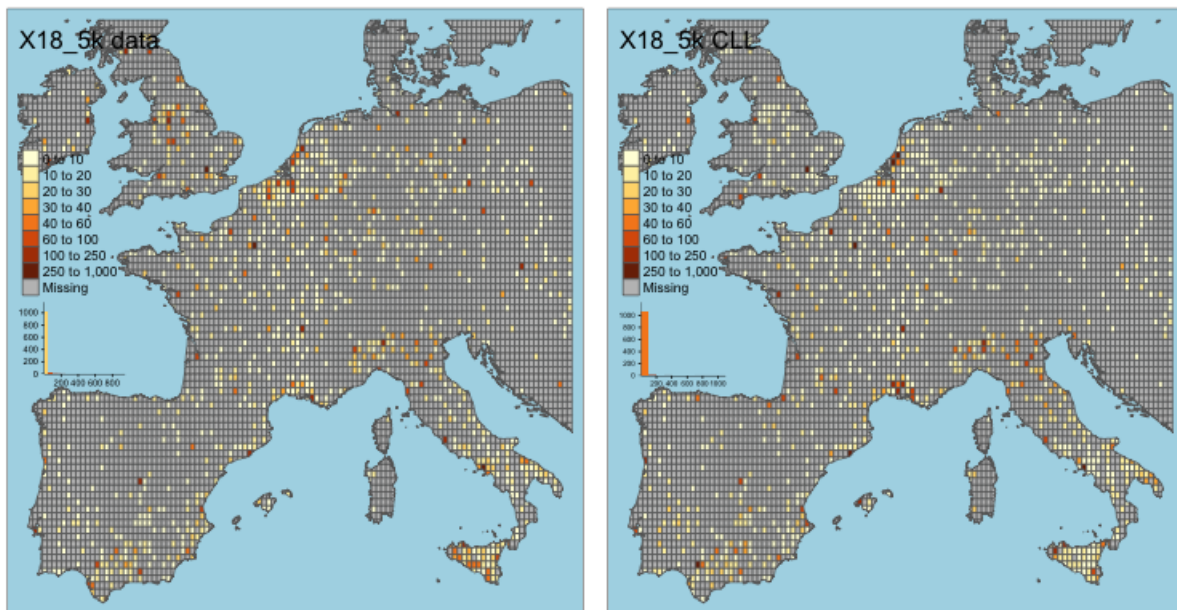 X18_5k data
0 to 10
10 to 20
20 to 30
30 to 40
40 to 60
60 to 100
100 to 250
250 to 1,000
Missing
1000
800
600
400
200
0
200 400 600 800
X18_5k CLL
0 to 10
10 to 20
20 to 30
30 to 40
40 to 60
60 to 100
100 to 250
250 to 1,000
Missing
1000
800
600
400
200
0
200 400 600 800 1000